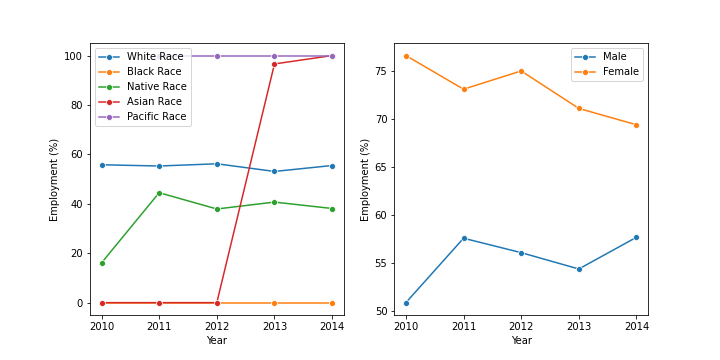 100
80
60
40
20
0
Employment (%)
White Race
Black Race
Native Race
Asian Race
Pacific Race
2010 2011 2012 2013 2014
Year
75
70
65
60
55
50
Employment (%)
Male
Female
2010 2011 2012 2013 2014
Year